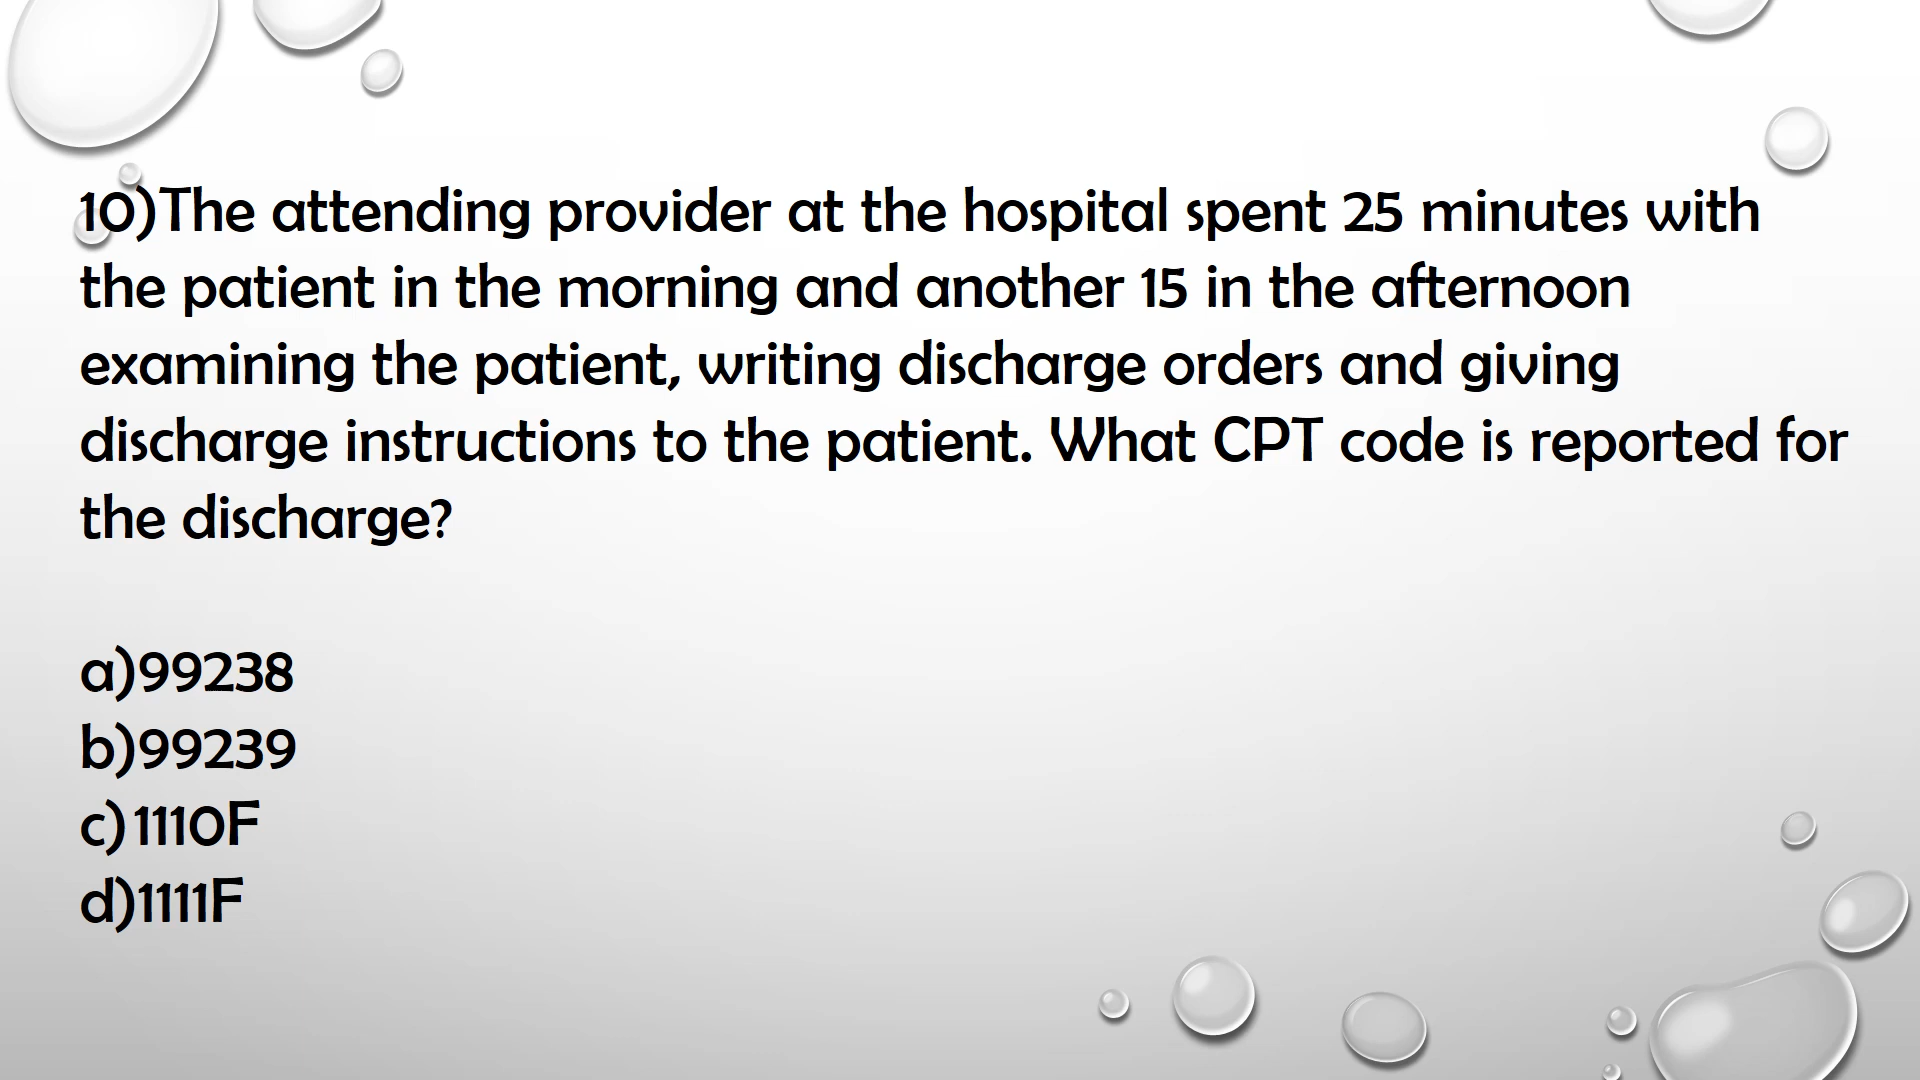 10)The attending provider at the hospital spent 25 minutes with
the patient in the morning and another 15 in the afternoon
examining the patient, writing discharge orders and giving
discharge instructions to the patient. What CPT code is reported for
the discharge?
a)99238
b)99239
c) 1110F
d)1111F